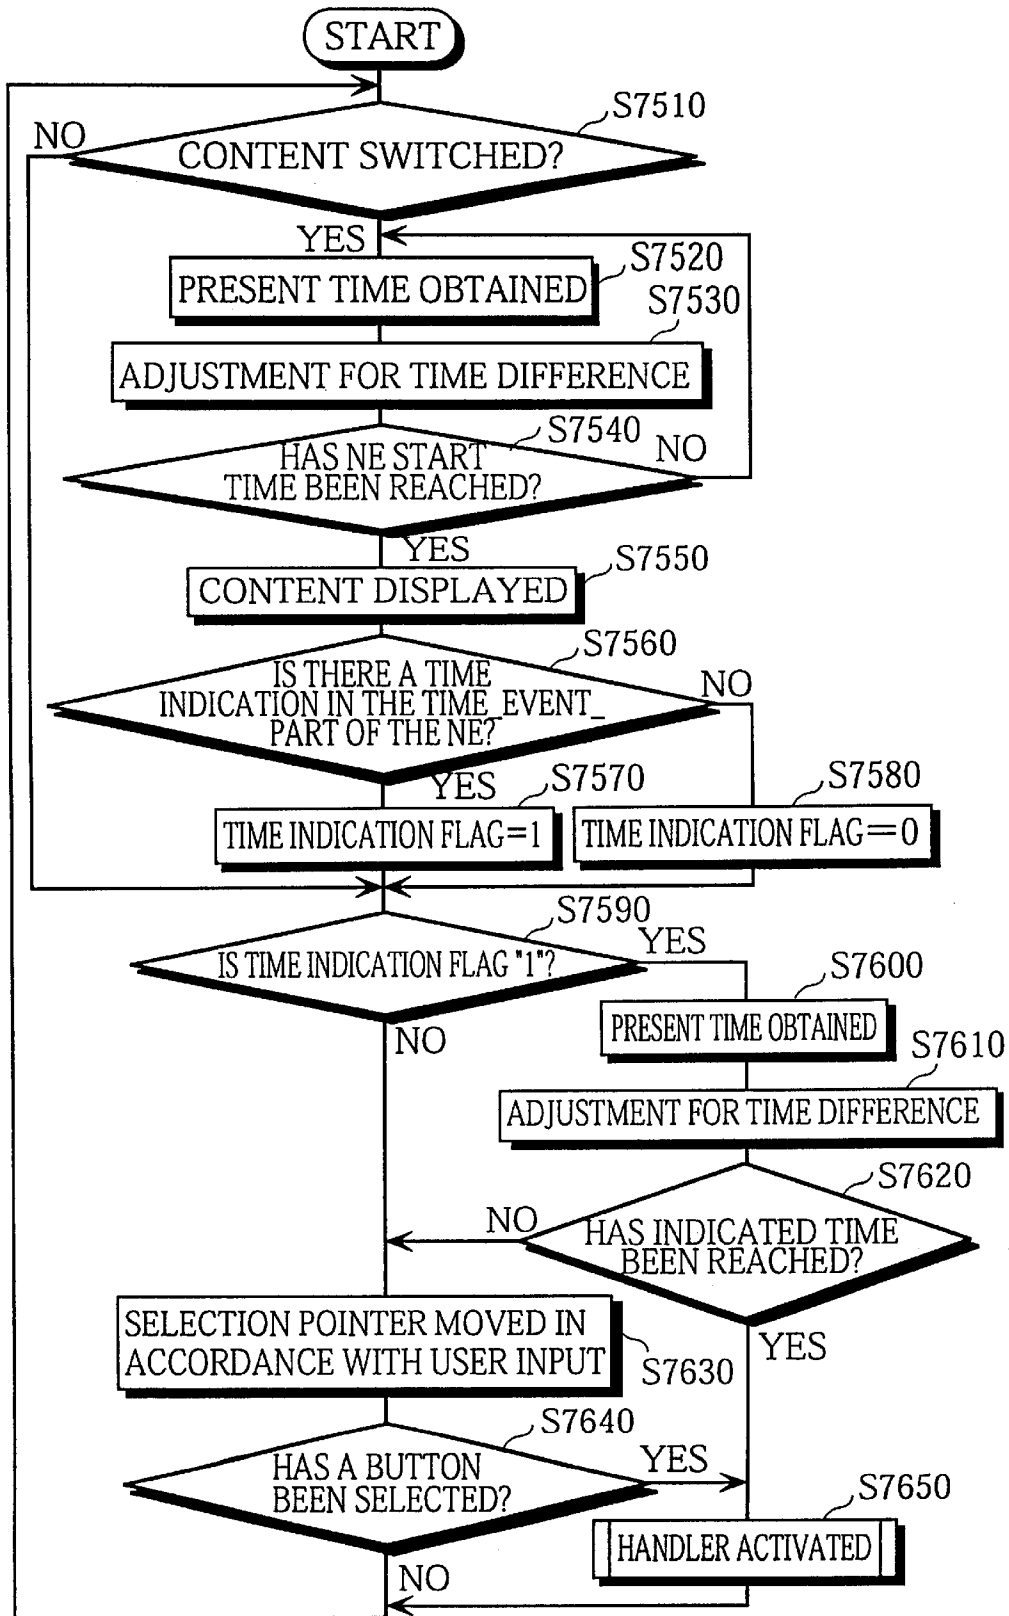 START
S7510
NO
CONTENT SWITCHED?
YES
S7520
PRESENT TIME OBTAINED
S7530
ADJUSTMENT FOR TIME DIFFERENCE
S7540
NO
HAS NE START
TIME BEEN REACHED?
YES
S7550
CONTENT DISPLAYED
S7560
IS THERE A TIME
INDICATION IN THE TIME_EVENT_
PART OF THE NE?
NO
YES
S7570
S7580
TIME INDICATION FLAG=1
TIME INDICATION FLAG=0
S7590
YES
IS TIME INDICATION FLAG "1"?
S7600
NO
PRESENT TIME OBTAINED
S7610
ADJUSTMENT FOR TIME DIFFERENCE
S7620
NO
HAS INDICATED TIME
BEEN REACHED?
YES
SELECTION POINTER MOVED IN
ACCORDANCE WITH USER INPUT
S7630
S7640
YES
HAS A BUTTON
BEEN SELECTED?
S7650
HANDLER ACTIVATED
NO